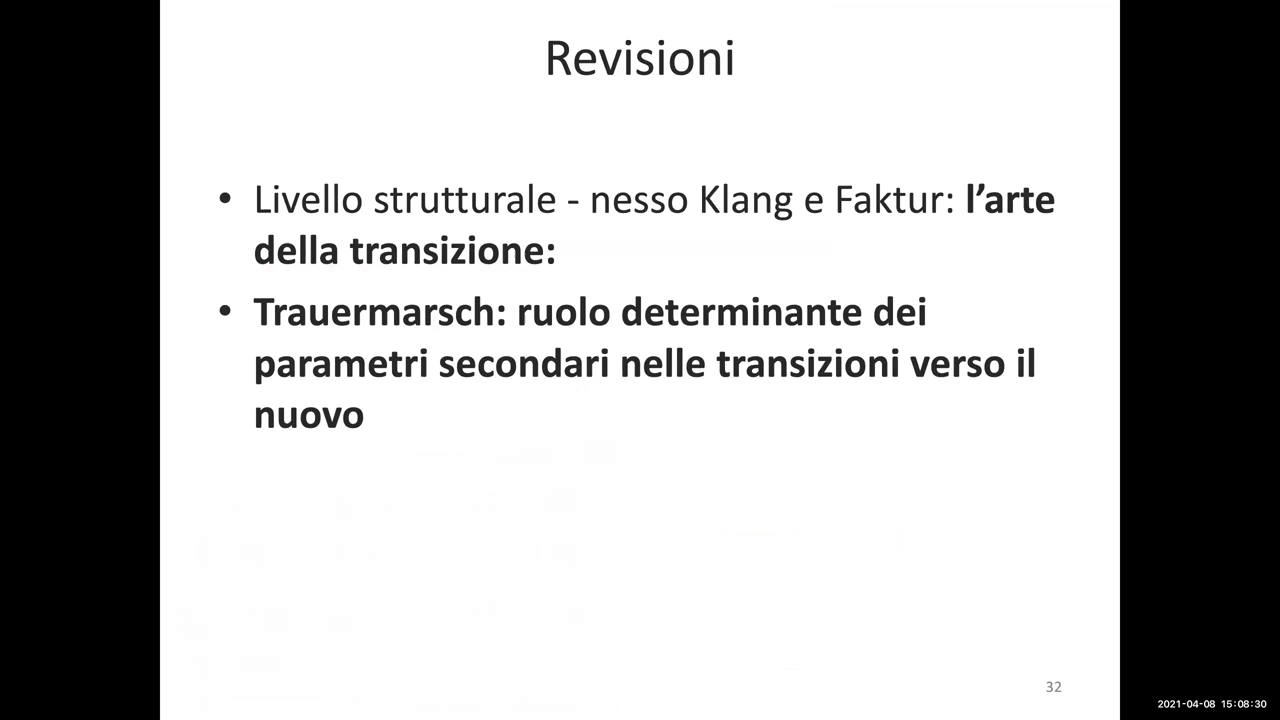 Revisioni
• Livello strutturale - nesso Klang e Faktur: l’arte
della transizione:
• Trauermarsch: ruolo determinante dei
parametri secondari nelle transizioni verso il
nuovo
32
2021-04-08 15:08:30